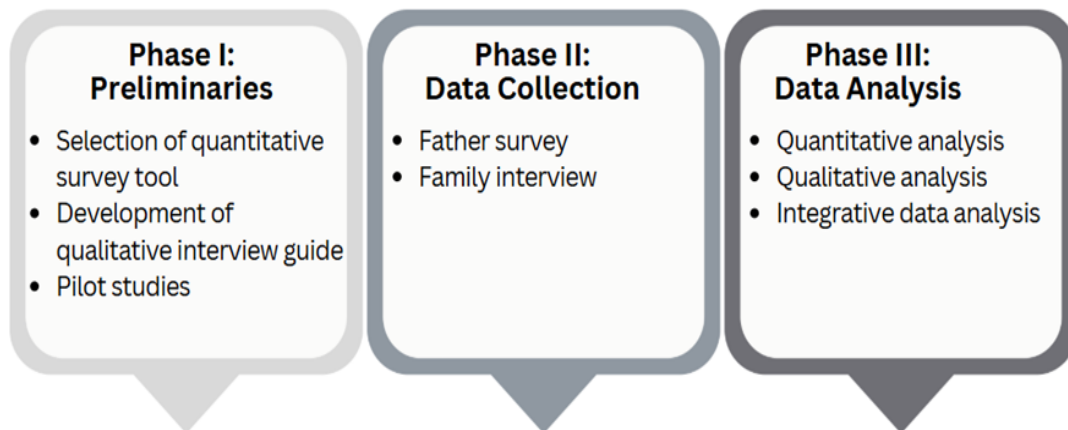 Phase I:
Preliminaries
• Selection of quantitative
survey tool
• Development of
qualitative interview guide
• Pilot studies
Phase II:
Data Collection
• Father survey
• Family interview
Phase III:
Data Analysis
• Quantitative analysis
• Qualitative analysis
• Integrative data analysis